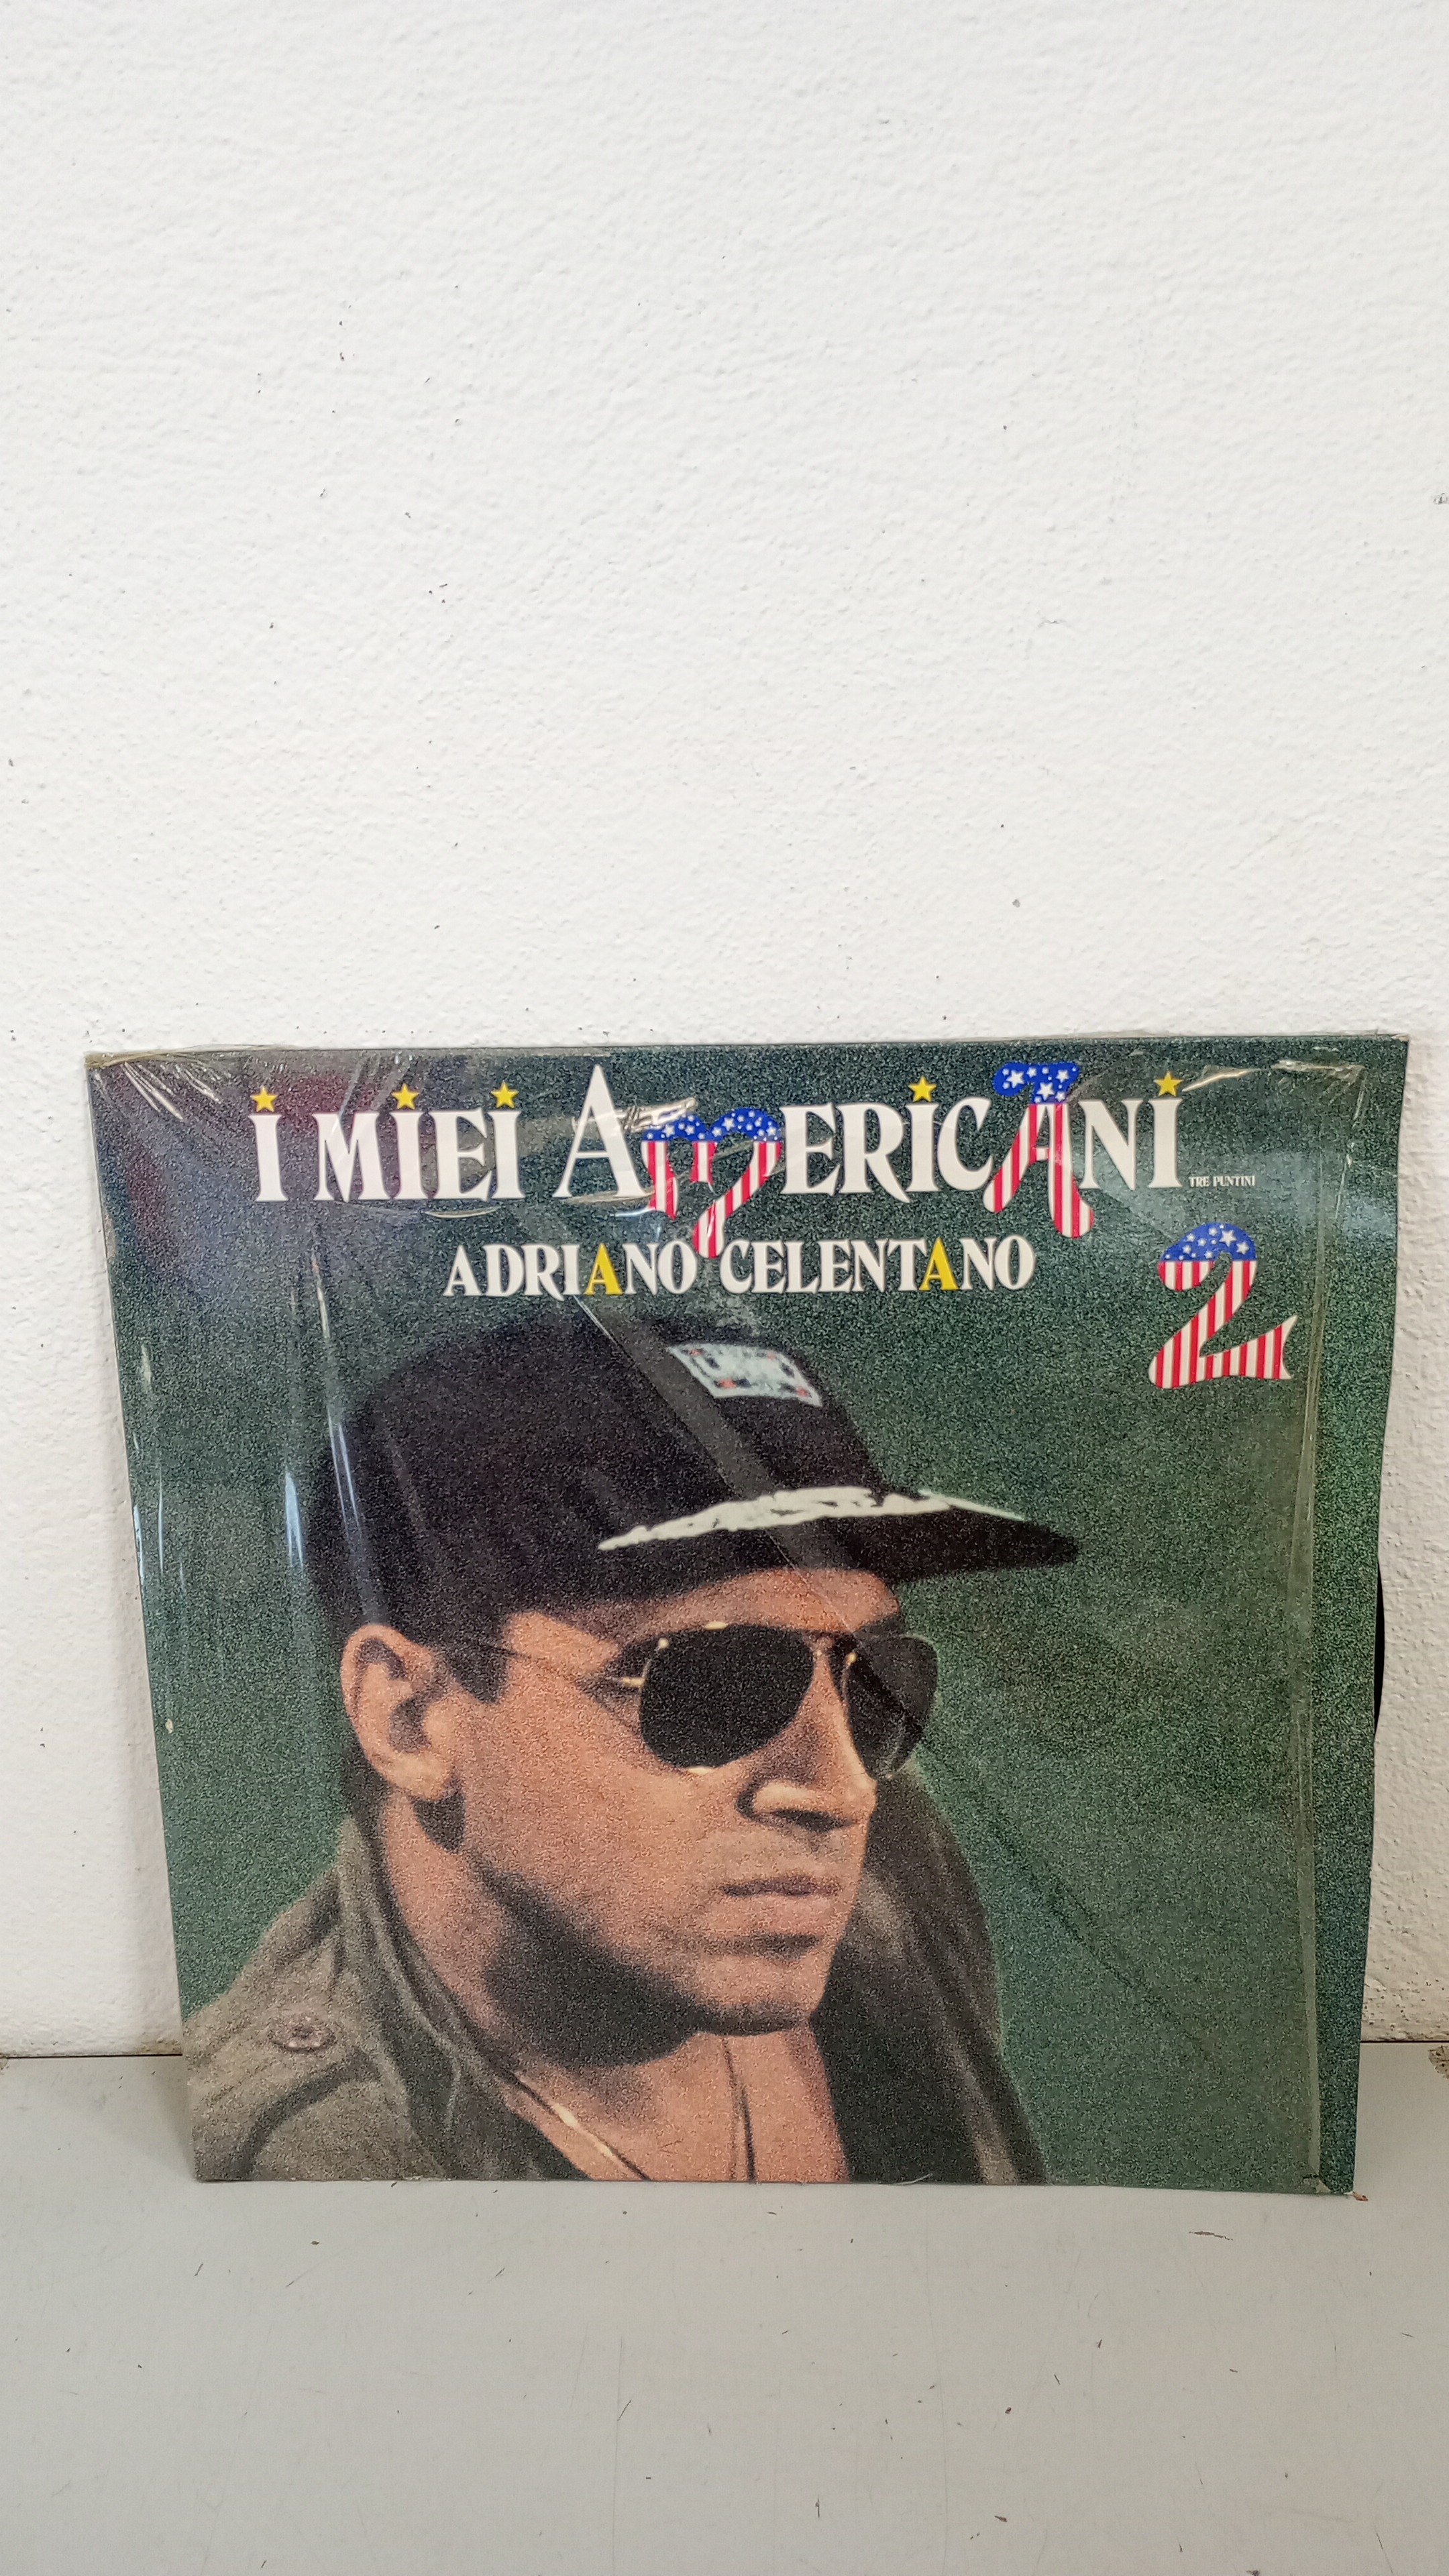 I MIEI AMERICANI
... TRE PUNTINI
ADRIANO CELENTANO
2